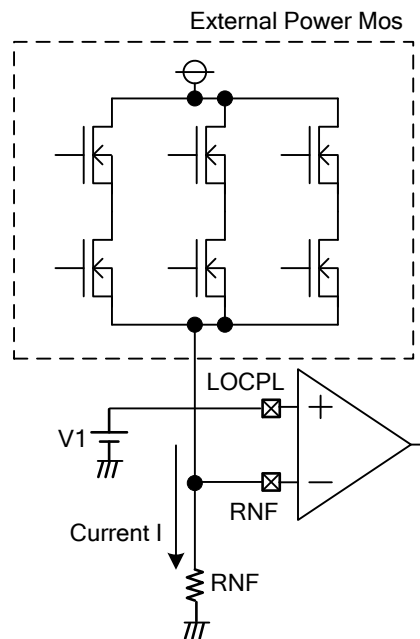 External Power Mos
LOCPL
+
V1
−
RNF
Current I
RNF